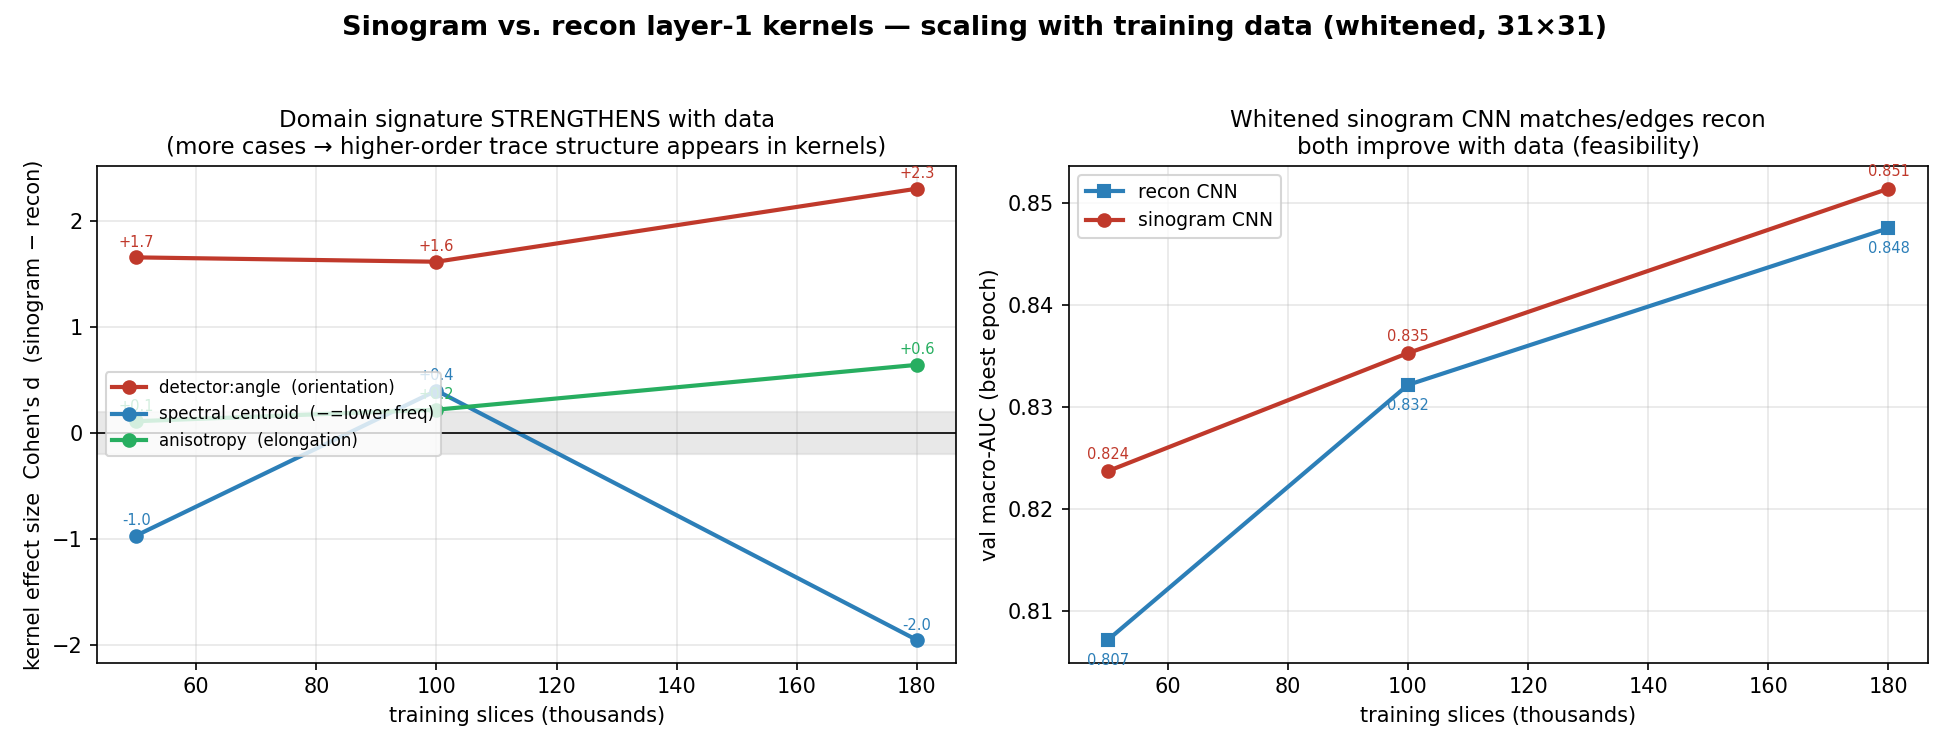 Sinogram vs. recon layer-1 kernels — scaling with training data (whitened, 31×31)
Domain signature STRENGTHENS with data
(more cases → higher-order trace structure appears in kernels)
kernel effect size  Cohen's d  (sinogram − recon)
2
1
0
−1
−2
+1.7
+1.6
+2.3
+0.1
+0.4
+0.2
+0.6
-1.0
-2.0
detector:angle  (orientation)
spectral centroid  (−=lower freq)
anisotropy  (elongation)
60 80 100 120 140 160 180
training slices (thousands)
Whitened sinogram CNN matches/edges recon
both improve with data (feasibility)
val macro-AUC (best epoch)
0.85
0.84
0.83
0.82
0.81
recon CNN
sinogram CNN
0.851
0.848
0.835
0.832
0.824
0.807
60 80 100 120 140 160 180
training slices (thousands)